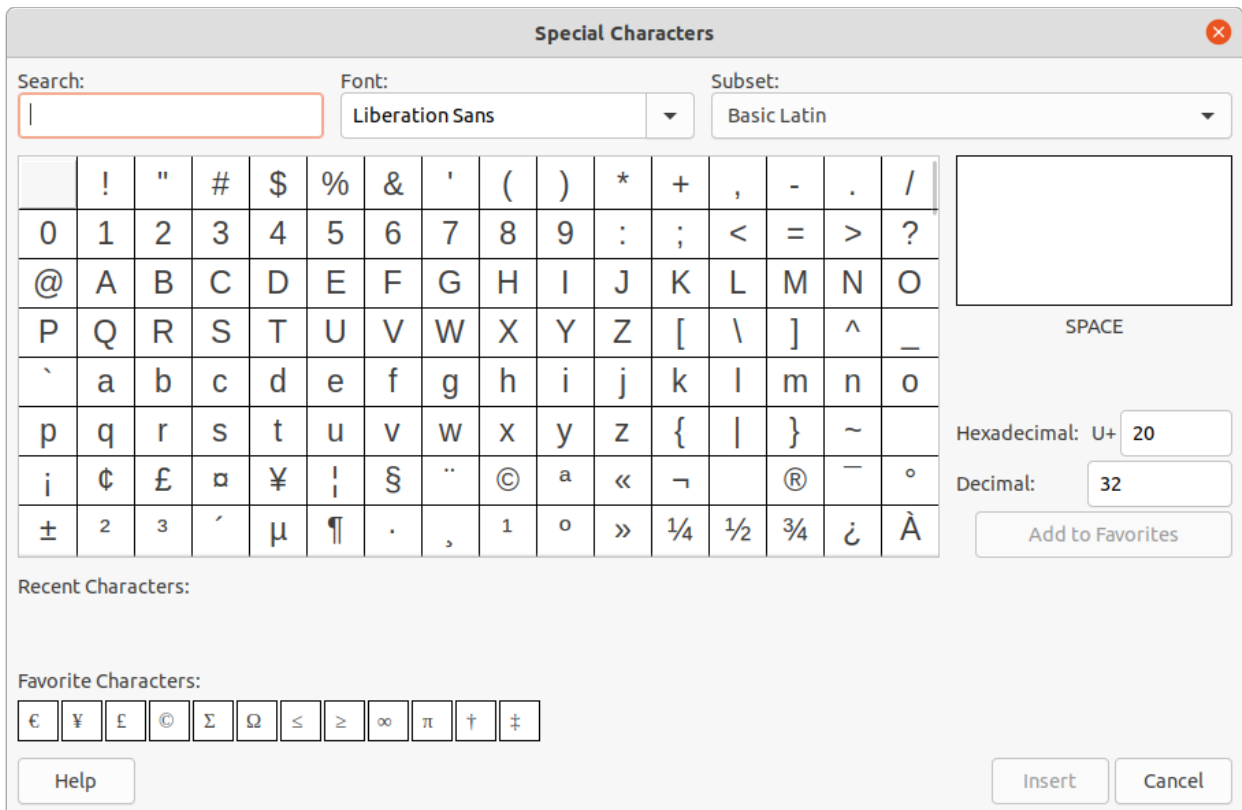 Special Characters
Search: Font: Subset:
Liberation Sans Basic Latin
! " # $ % & ' ( ) * + , - . /
0 1 2 3 4 5 6 7 8 9 : ; < = > ?
@ A B C D E F G H I J K L M N O
P Q R S T U V W X Y Z [ \ ] ^ _
SPACE
` a b c d e f g h i j k l m n o
p q r s t u v w x y z { | } ~
Hexadecimal: U+ 20
¡ ¢ £ ¤ ¥ ¦ § ¨ © ª « ¬ ® ¯ °
Decimal: 32
± ² ³ ´ µ ¶ · ¸ ¹ º » ¼ ½ ¾ ¿ À
Add to Favorites
Recent Characters:
Favorite Characters:
€ ¥ £ © Σ Ω ≤ ≥ ∞ π † ‡
Help Insert Cancel